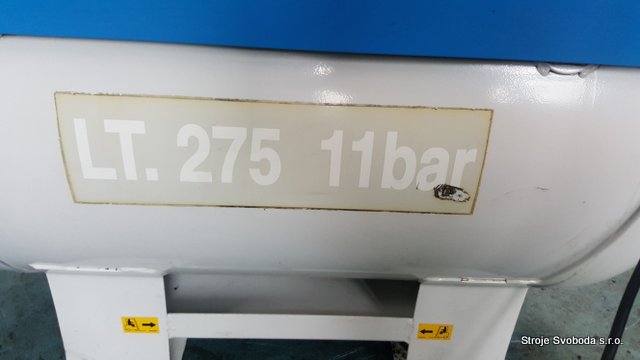 LT. 275 11bar
Stroje Svoboda s.r.o.